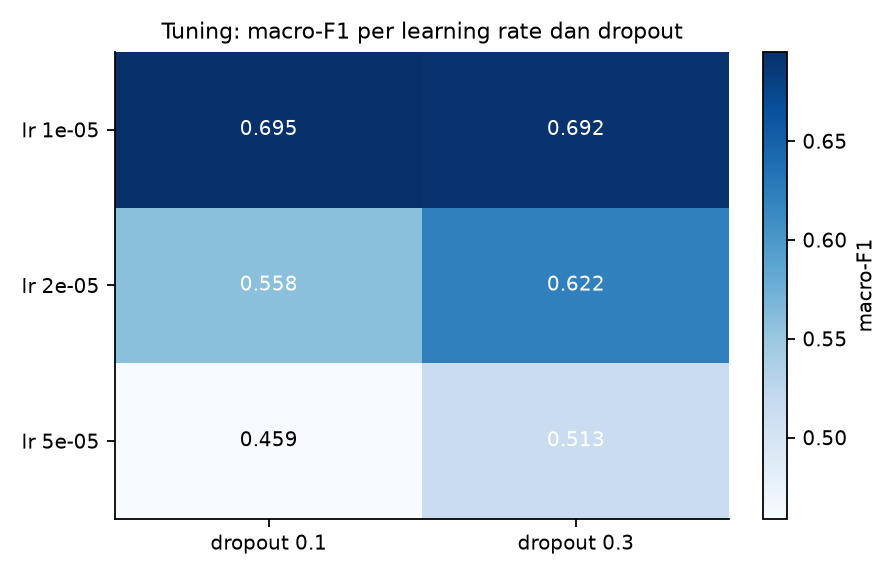 Tuning: macro-F1 per learning rate dan dropout
lr 1e-05
0.695
0.692
lr 2e-05
0.558
0.622
lr 5e-05
0.459
0.513
dropout 0.1
dropout 0.3
0.65
0.60
0.55
0.50
macro-F1